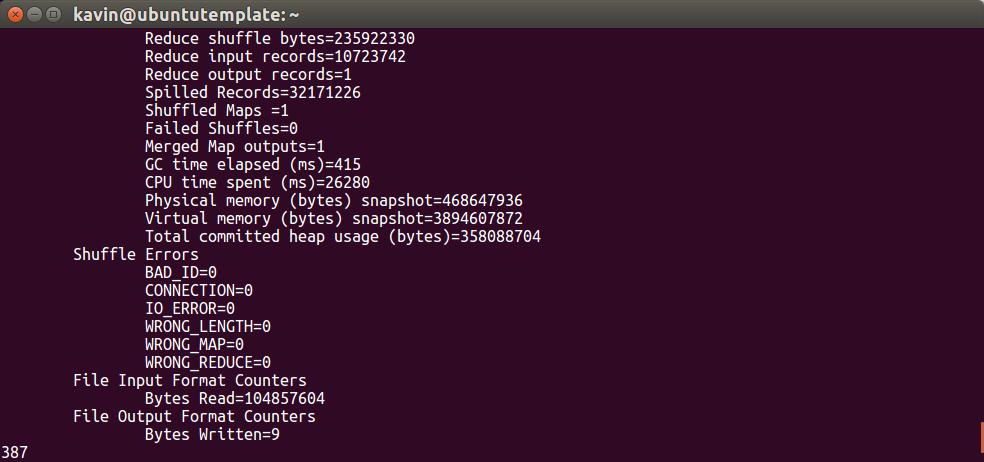 kavin@ubuntutemplate: ~
Reduce shuffle bytes=235922330
Reduce input records=10723742
Reduce output records=1
Spilled Records=32171226
Shuffled Maps =1
Failed Shuffles=0
Merged Map outputs=1
GC time elapsed (ms)=415
CPU time spent (ms)=26280
Physical memory (bytes) snapshot=468647936
Virtual memory (bytes) snapshot=3894607872
Total committed heap usage (bytes)=358088704
Shuffle Errors
BAD_ID=0
CONNECTION=0
IO_ERROR=0
WRONG_LENGTH=0
WRONG_MAP=0
WRONG_REDUCE=0
File Input Format Counters
Bytes Read=104857604
File Output Format Counters
Bytes Written=9
387